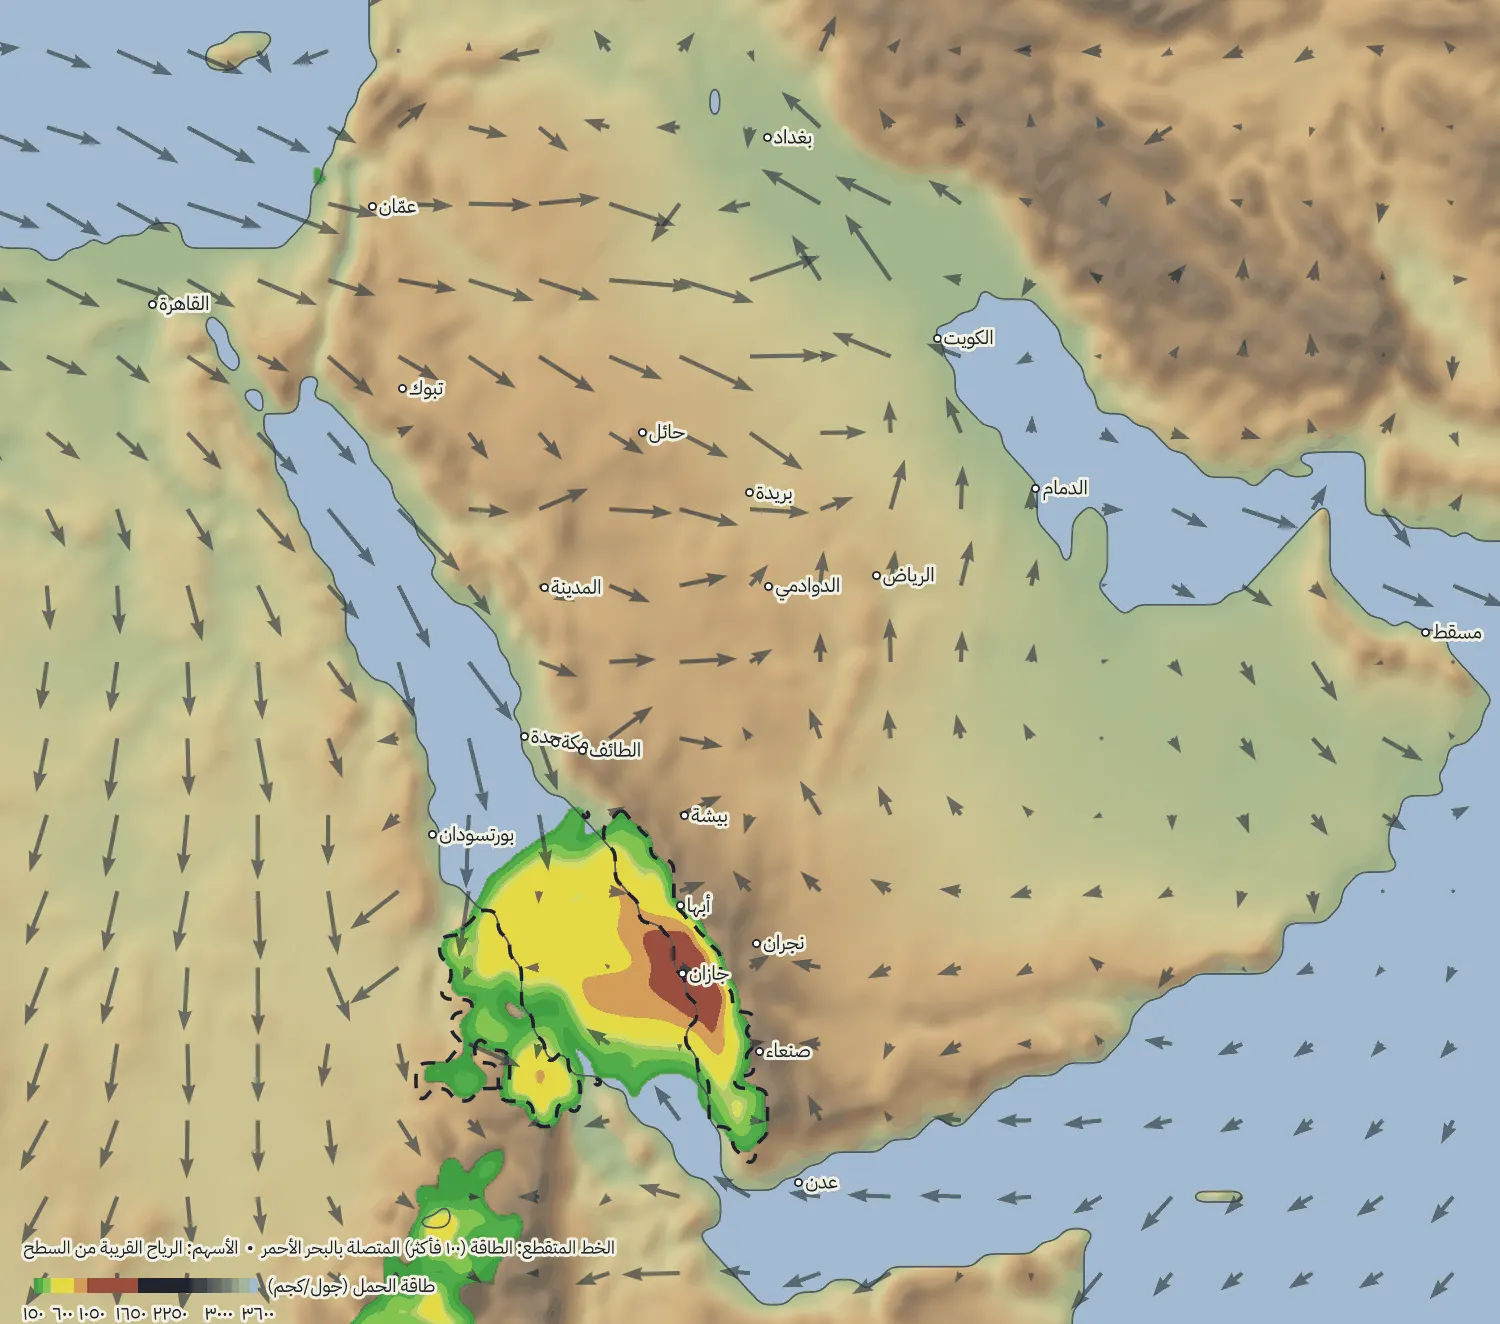 بغداد
عمّان
القاهرة
الكويت
تبوك
حائل
الدمام
بريدة
الرياض
الدوادمي
المدينة
مسقط
جدة
مكة
الطائف
بيشة
بورتسودان
أبها
نجران
جازان
صنعاء
عدن
الخط المتقطع: الطاقة (١٠٠ فأكثر) المتصلة بالبحر الأحمر • الأسهم: الرياح القريبة من السطح
طاقة الحمل (جول/كجم)
١٥٠ ٦٠٠ ١٠٥٠ ١٦٥٠ ٢٢٥٠ ٣٠٠٠ ٣٦٠٠